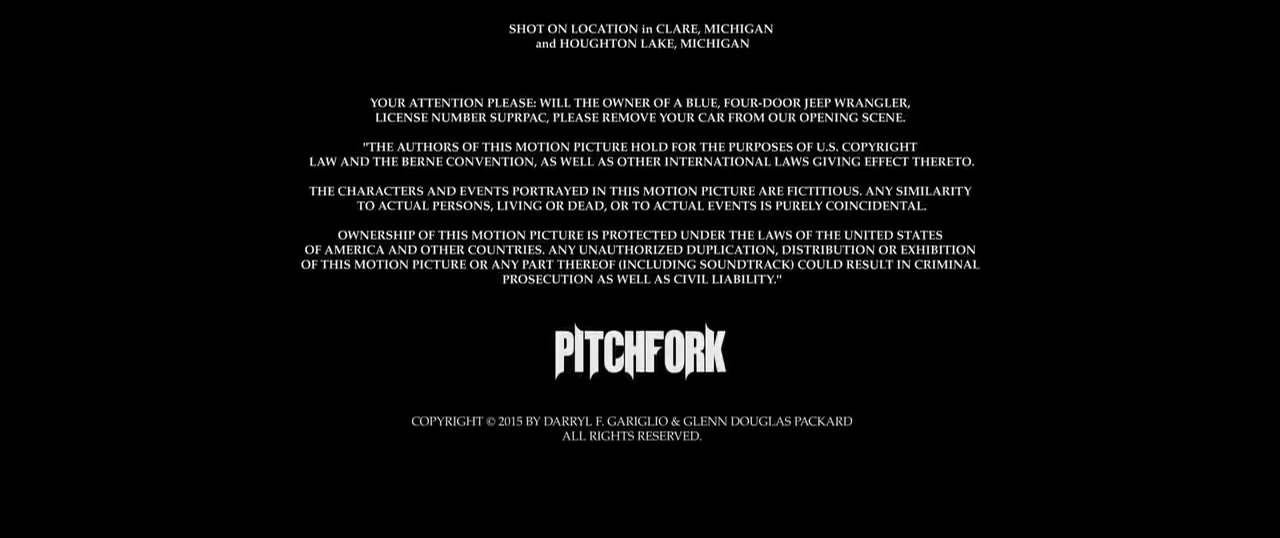 SHOT ON LOCATION in CLARE, MICHIGAN
and HOUGHTON LAKE, MICHIGAN
YOUR ATTENTION PLEASE: WILL THE OWNER OF A BLUE, FOUR-DOOR JEEP WRANGLER,
LICENSE NUMBER SUPRPAC, PLEASE REMOVE YOUR CAR FROM OUR OPENING SCENE.
"THE AUTHORS OF THIS MOTION PICTURE HOLD FOR THE PURPOSES OF U.S. COPYRIGHT
LAW AND THE BERNE CONVENTION, AS WELL AS OTHER INTERNATIONAL LAWS GIVING EFFECT THERETO.
THE CHARACTERS AND EVENTS PORTRAYED IN THIS MOTION PICTURE ARE FICTITIOUS. ANY SIMILARITY
TO ACTUAL PERSONS, LIVING OR DEAD, OR TO ACTUAL EVENTS IS PURELY COINCIDENTAL.
OWNERSHIP OF THIS MOTION PICTURE IS PROTECTED UNDER THE LAWS OF THE UNITED STATES
OF AMERICA AND OTHER COUNTRIES. ANY UNAUTHORIZED DUPLICATION, DISTRIBUTION OR EXHIBITION
OF THIS MOTION PICTURE OR ANY PART THEREOF (INCLUDING SOUNDTRACK) COULD RESULT IN CRIMINAL
PROSECUTION AS WELL AS CIVIL LIABILITY."
PITCHFORK
COPYRIGHT © 2015 BY DARRYL F. GARIGLIO & GLENN DOUGLAS PACKARD
ALL RIGHTS RESERVED.